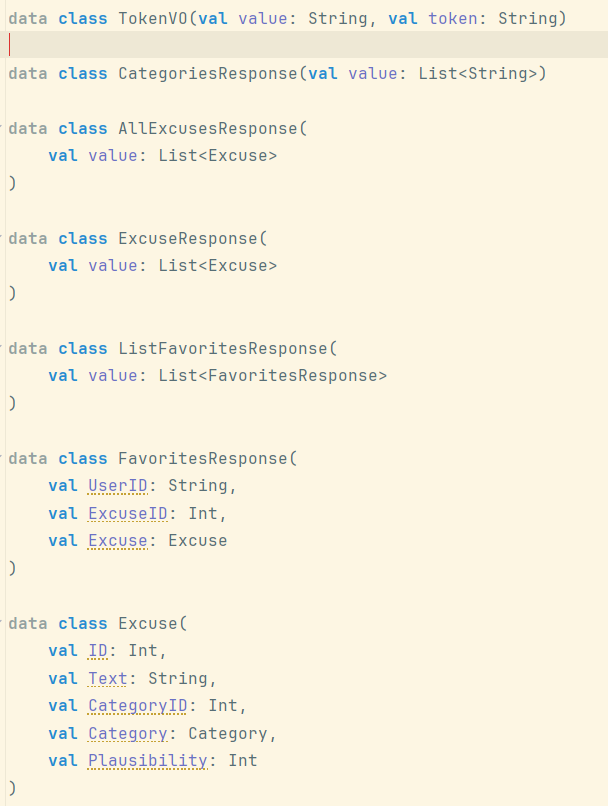 data class TokenVO(val value: String, val token: String)
data class CategoriesResponse(val value: List<String>)
data class AllExcusesResponse(
    val value: List<Excuse>
)
data class ExcuseResponse(
    val value: List<Excuse>
)
data class ListFavoritesResponse(
    val value: List<FavoritesResponse>
)
data class FavoritesResponse(
    val UserID: String,
    val ExcuseID: Int,
    val Excuse: Excuse
)
data class Excuse(
    val ID: Int,
    val Text: String,
    val CategoryID: Int,
    val Category: Category,
    val Plausibility: Int
)